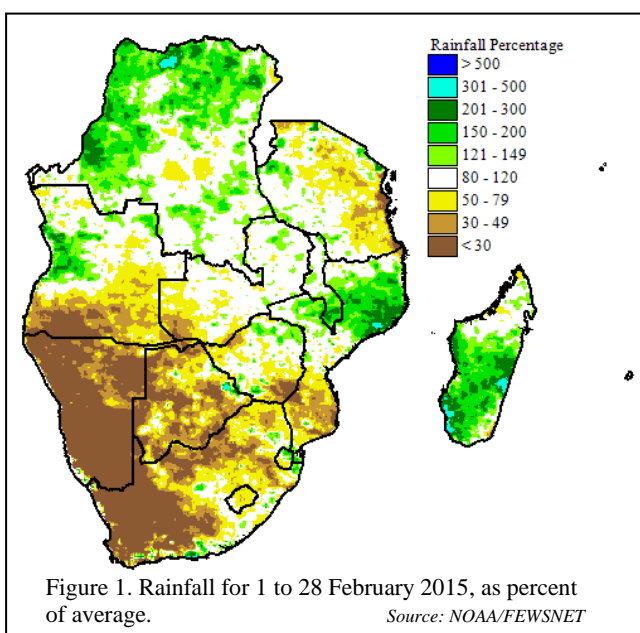 Rainfall Percentage
> 500
301 - 500
201 - 300
150 - 200
121 - 149
80 - 120
50 - 79
30 - 49
< 30
Figure 1. Rainfall for 1 to 28 February 2015, as percent
of average. Source: NOAA/FEWSNET